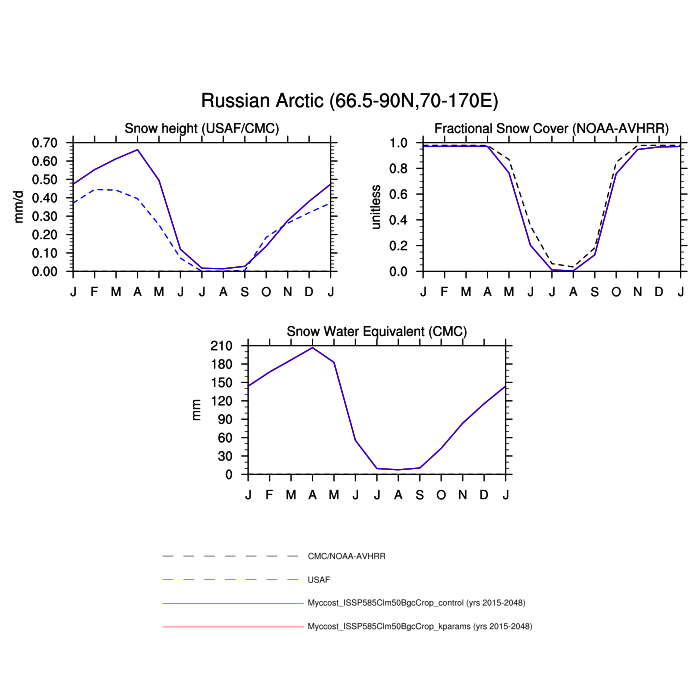 Russian Arctic (66.5-90N,70-170E)
Snow height (USAF/CMC)
mm/d
0.70
0.60
0.50
0.40
0.30
0.20
0.10
0.00
J F M A M J J A S O N D J
Fractional Snow Cover (NOAA-AVHRR)
unitless
1.0
0.8
0.6
0.4
0.2
0.0
J F M A M J J A S O N D J
Snow Water Equivalent (CMC)
mm
210
180
150
120
90
60
30
0
J F M A M J J A S O N D J
CMC/NOAA-AVHRR
USAF
Myccost_ISSP585Clm50BgcCrop_control (yrs 2015-2048)
Myccost_ISSP585Clm50BgcCrop_kparams (yrs 2015-2048)